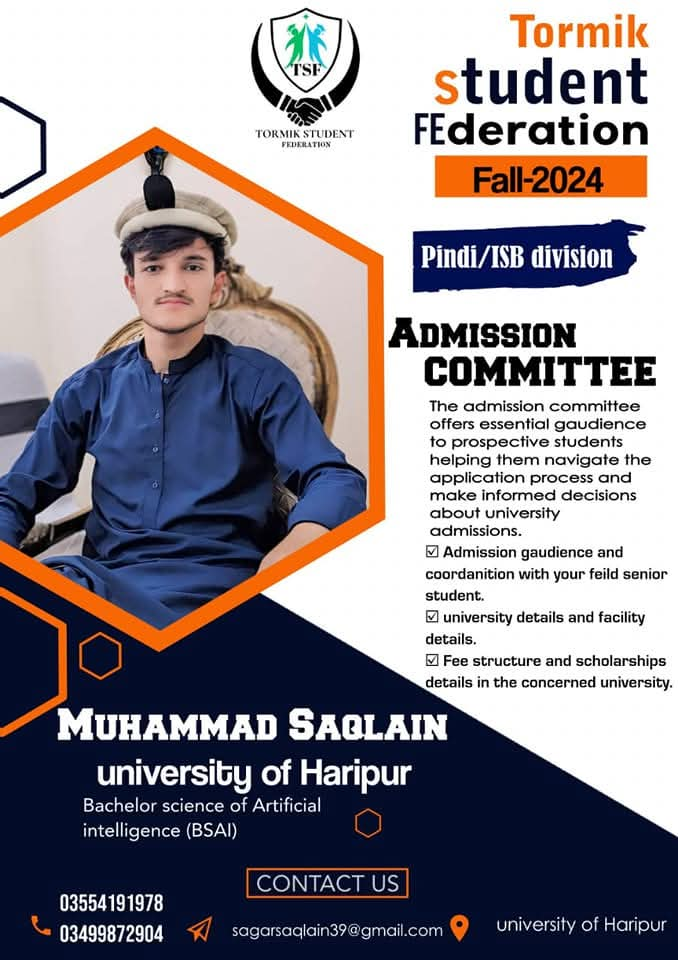 TSF
TORMIK STUDENT
FEDERATION
Tormik
student
FEderation
Fall-2024
Pindi/ISB division
ADMISSION
COMMITTEE
The admission committee
offers essential gaudience
to prospective students
helping them navigate the
application process and
make informed decisions
about university
admissions.
☑ Admission gaudience and
coordanition with your feild senior
student.
☑ university details and facility
details.
☑ Fee structure and scholarships
details in the concerned university.
MUHAMMAD SAQLAIN
university of Haripur
Bachelor science of Artificial
intelligence (BSAI)
CONTACT US
03554191978
03499872904
sagarsaqlain39@gmail.com
university of Haripur